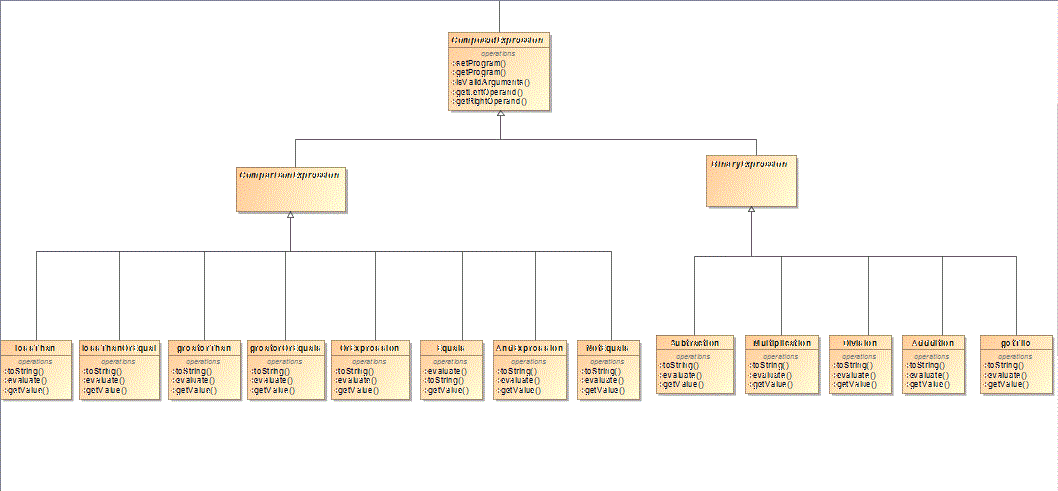 ComposedExpression
operations
:setProgram()
:getProgram()
:isValidArguments()
:getLeftOperand()
:getRightOperand()
ComparisonExpression
BinaryExpression
lessThan
operations
:toString()
:evaluate()
:getValue()
lessThanOrEqual
operations
:toString()
:evaluate()
:getValue()
greaterThan
operations
:toString()
:evaluate()
:getValue()
greaterOrEquals
operations
:toString()
:evaluate()
:getValue()
OrExpression
operations
:toString()
:evaluate()
:getValue()
Equals
operations
:evaluate()
:toString()
:getValue()
AndExpression
operations
:toString()
:evaluate()
:getValue()
NotEquals
operations
:toString()
:evaluate()
:getValue()
Subtraction
operations
:toString()
:evaluate()
:getValue()
Multiplication
operations
:toString()
:evaluate()
:getValue()
Division
operations
:toString()
:evaluate()
:getValue()
Addition
operations
:toString()
:evaluate()
:getValue()
operations
:toString()
:evaluate()
:getValue()